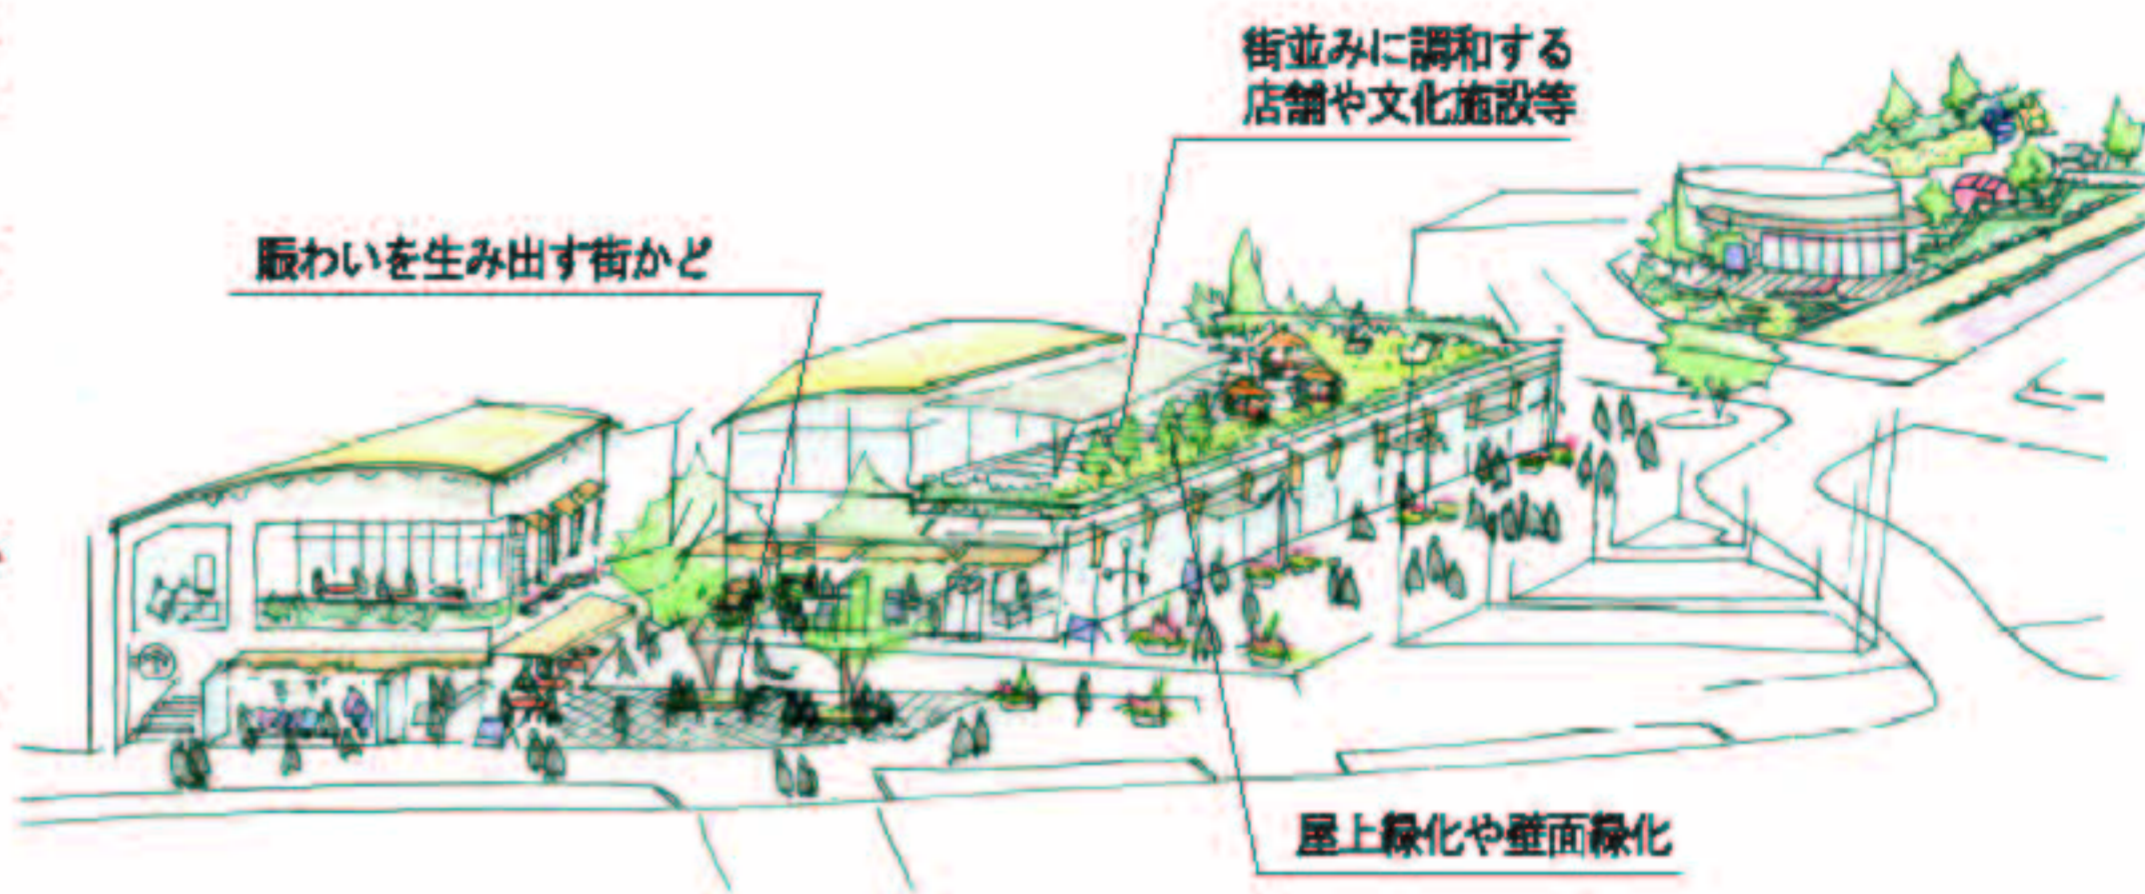 街並みに調和する
店舗や文化施設等
賑わいを生み出す街かど
屋上緑化や壁面緑化